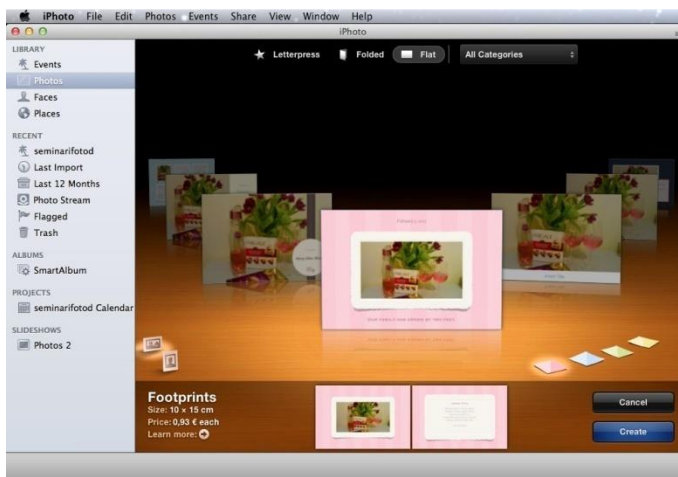 iPhoto File Edit Photos Events Share View Window Help
iPhoto
LIBRARY
Events
Photos
Faces
Places
RECENT
seminarifotod
Last Import
Last 12 Months
Photo Stream
Flagged
Trash
ALBUMS
SmartAlbum
PROJECTS
seminarifotod Calendar
SLIDESHOWS
Photos 2
Letterpress Folded Flat All Categories
Footprints
Size: 10 x 15 cm
Price: 0,93 € each
Learn more:
Cancel
Create